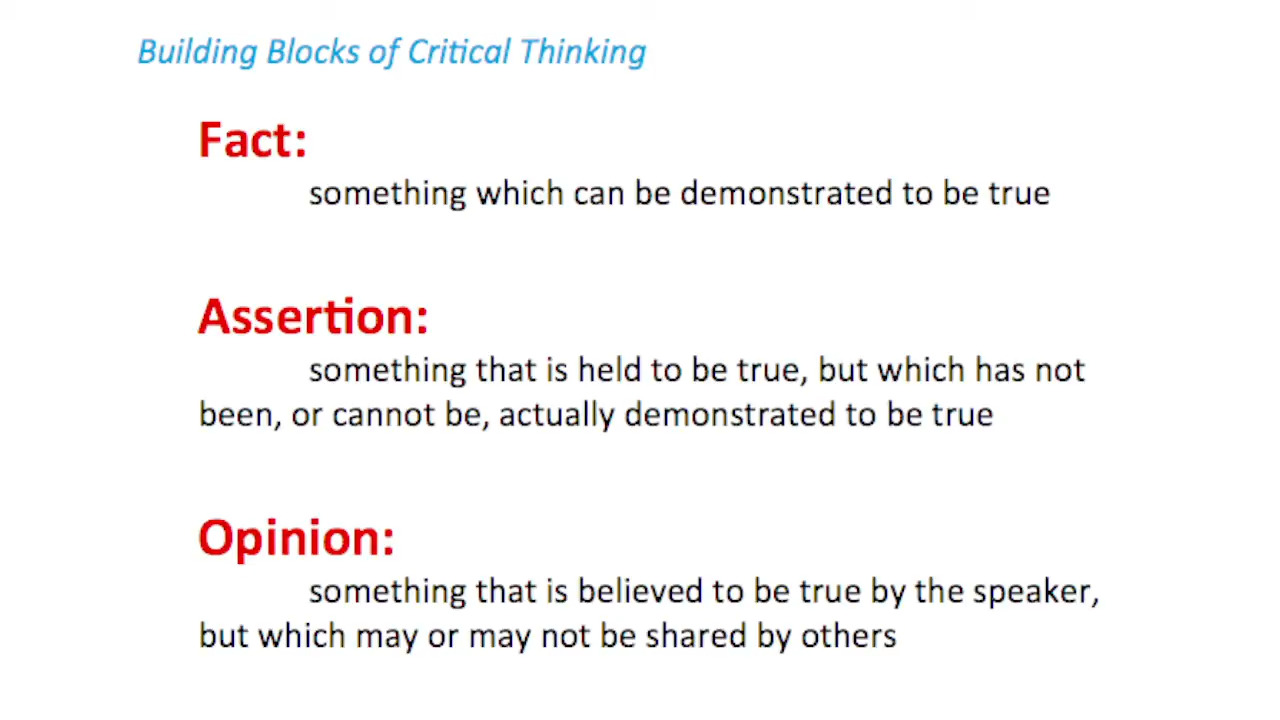 Building Blocks of Critical Thinking
Fact:
something which can be demonstrated to be true
Assertion:
something that is held to be true, but which has not
been, or cannot be, actually demonstrated to be true
Opinion:
something that is believed to be true by the speaker,
but which may or may not be shared by others